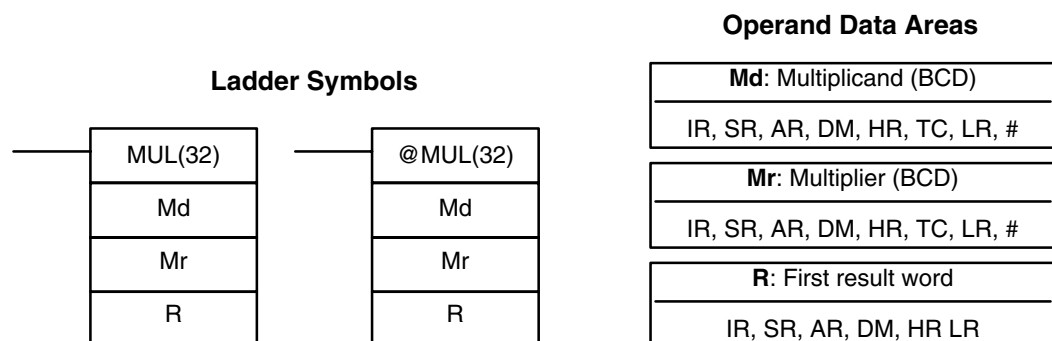 Operand Data Areas
Ladder Symbols
Md: Multiplicand (BCD)
IR, SR, AR, DM, HR, TC, LR, #
MUL(32)
@MUL(32)
Mr: Multiplier (BCD)
Md
Md
IR, SR, AR, DM, HR, TC, LR, #
Mr
Mr
R: First result word
R
R
IR, SR, AR, DM, HR LR